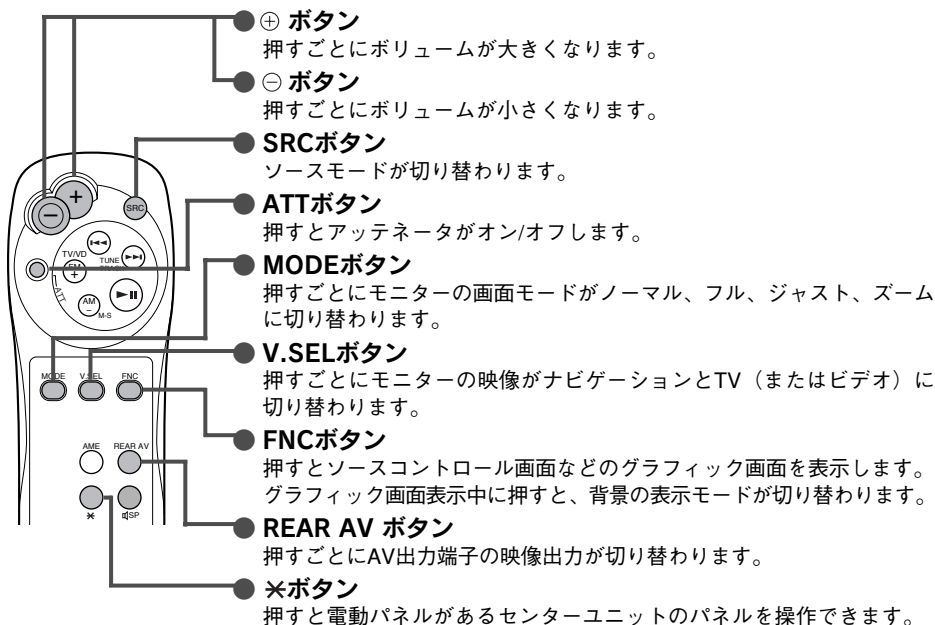 ⊕ ボタン
押すごとにボリュームが大きくなります。
⊖ ボタン
押すごとにボリュームが小さくなります。
SRCボタン
ソースモードが切り替わります。
ATTボタン
押すとアッテネータがオン/オフします。
MODEボタン
押すごとにモニターの画面モードがノーマル、フル、ジャスト、ズーム
に切り替わります。
V.SELボタン
押すごとにモニターの映像がナビゲーションとTV（またはビデオ）に
切り替わります。
FNCボタン
押すとソースコントロール画面などのグラフィック画面を表示します。
グラフィック画面表示中に押すと、背景の表示モードが切り替わります。
REAR AV ボタン
押すごとにAV出力端子の映像出力が切り替わります。
⚹ボタン
押すと電動パネルがあるセンターユニットのパネルを操作できます。
+
−
SRC
TV/VD
FM
+
TUNE
TRACK
ATT
AM
−
M-S
MODE
V.SEL
FNC
AME
REAR AV
⚹
SP